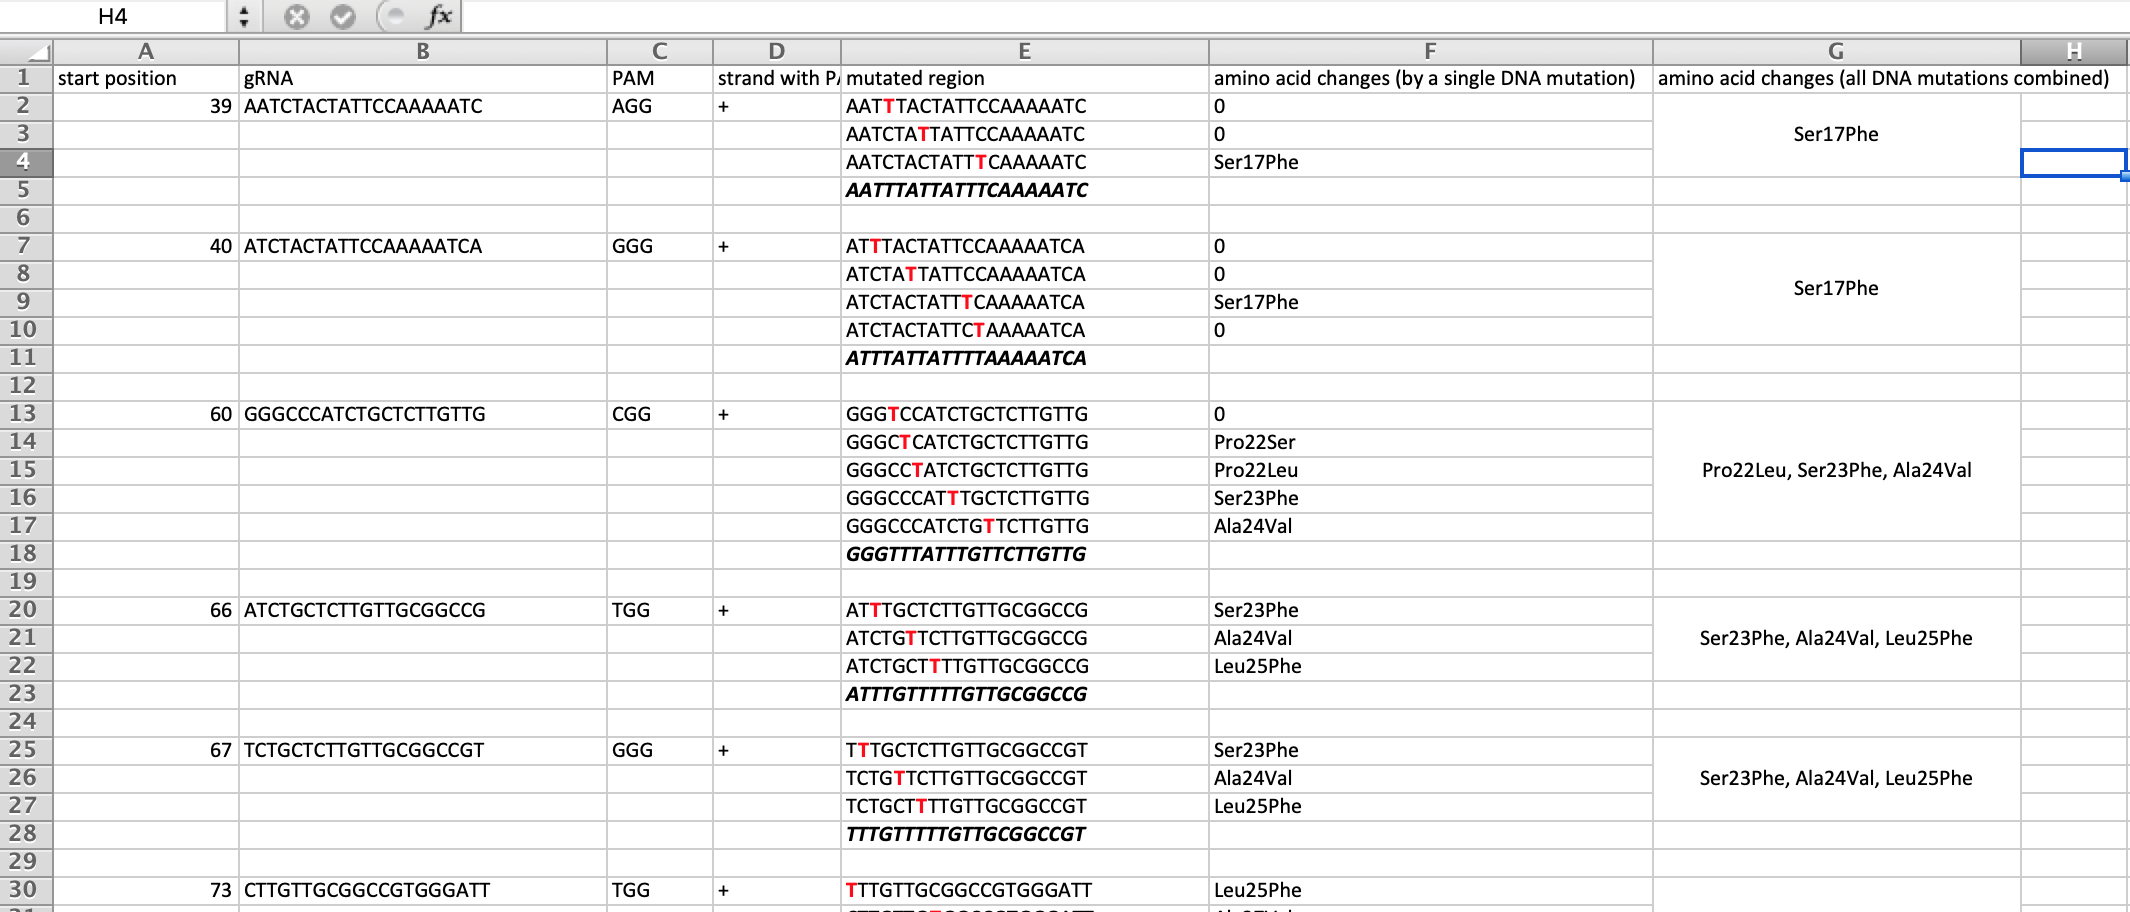 H4 fx
A B C D E F G H
1 start position gRNA PAM strand with PA mutated region amino acid changes (by a single DNA mutation) amino acid changes (all DNA mutations combined)
2 39 AATCTACTATTCCAAAAATC AGG + AATTTACTATTCCAAAAATC 0
3 AATCTATTATTCCAAAAATC 0 Ser17Phe
4 AATCTACTATTTCAAAAATC Ser17Phe
5 AATTTATTATTTCAAAAATC
6
7 40 ATCTACTATTCCAAAAATCA GGG + ATTTACTATTCCAAAAATCA 0
8 ATCTATTATTCCAAAAATCA 0
9 ATCTACTATTTCAAAAATCA Ser17Phe Ser17Phe
10 ATCTACTATTCTAAAAATCA 0
11 ATTTATTATTTTAAAAATCA
12
13 60 GGGCCCATCTGCTCTTGTTG CGG + GGGTCCATCTGCTCTTGTTG 0
14 GGGCTCATCTGCTCTTGTTG Pro22Ser
15 GGGCCTATCTGCTCTTGTTG Pro22Leu Pro22Leu, Ser23Phe, Ala24Val
16 GGGCCCATTTGCTCTTGTTG Ser23Phe
17 GGGCCCATCTGTTCTTGTTG Ala24Val
18 GGGTTTATTTGTTCTTGTTG
19
20 66 ATCTGCTCTTGTTGCGGCCG TGG + ATTTGCTCTTGTTGCGGCCG Ser23Phe
21 ATCTGTTCTTGTTGCGGCCG Ala24Val Ser23Phe, Ala24Val, Leu25Phe
22 ATCTGCTTTTGTTGCGGCCG Leu25Phe
23 ATTTGTTTTTGTTGCGGCCG
24
25 67 TCTGCTCTTGTTGCGGCCGT GGG + TTTGCTCTTGTTGCGGCCGT Ser23Phe
26 TCTGTTCTTGTTGCGGCCGT Ala24Val Ser23Phe, Ala24Val, Leu25Phe
27 TCTGCTTTTGTTGCGGCCGT Leu25Phe
28 TTTGTTTTTGTTGCGGCCGT
29
30 73 CTTGTTGCGGCCGTGGGATT TGG + TTTGTTGCGGCCGTGGGATT Leu25Phe